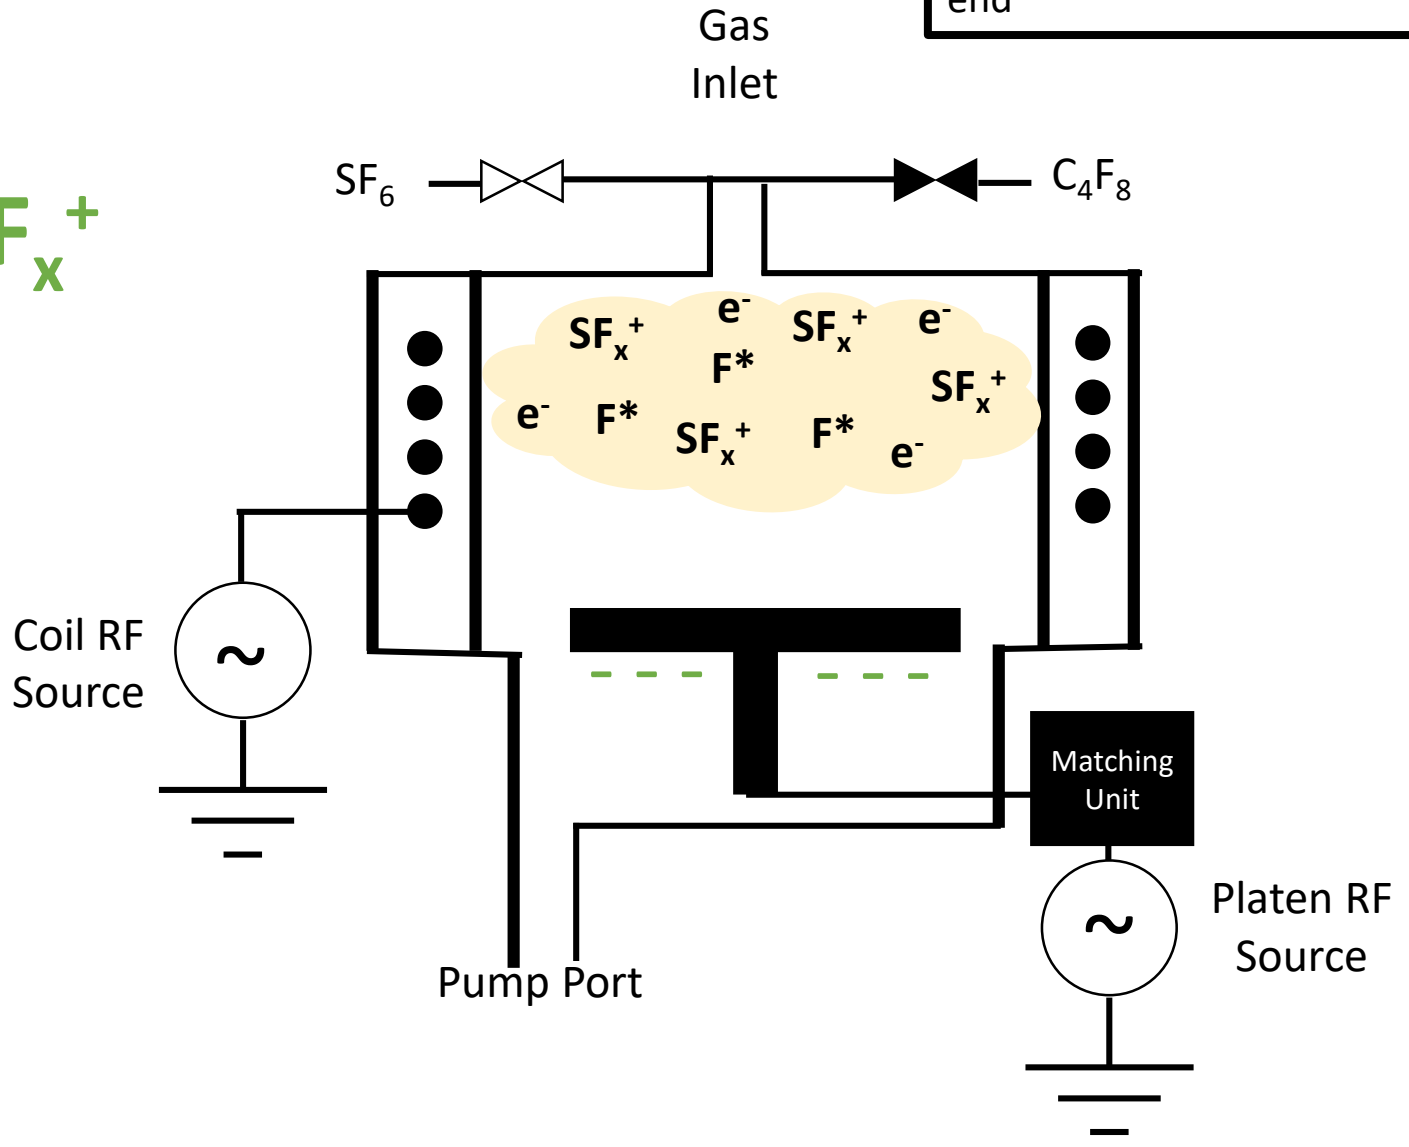 end
Gas
Inlet
SF₆
C₄F₈
Fₓ⁺
e⁻
SFₓ⁺
SFₓ⁺
e⁻
F*
SFₓ⁺
e⁻
F*
SFₓ⁺
F*
e⁻
~
Coil RF
Source
Matching
Unit
~
Platen RF
Source
Pump Port